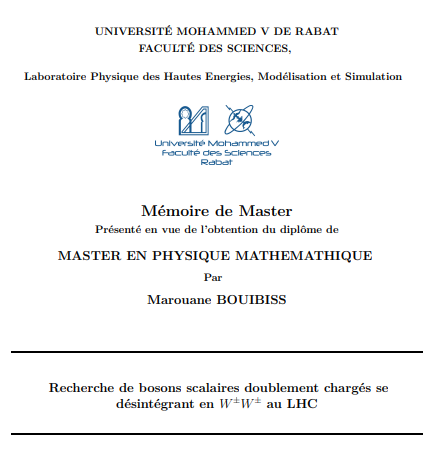 UNIVERSITÉ MOHAMMED V DE RABAT
FACULTÉ DES SCIENCES,
Laboratoire Physique des Hautes Energies, Modélisation et Simulation
Université Mohammed V
Faculté des Sciences
Rabat
Mémoire de Master
Présenté en vue de l'obtention du diplôme de
MASTER EN PHYSIQUE MATHEMATHIQUE
Par
Marouane BOUIBISS
Recherche de bosons scalaires doublement chargés se
désintégrant en W±W± au LHC